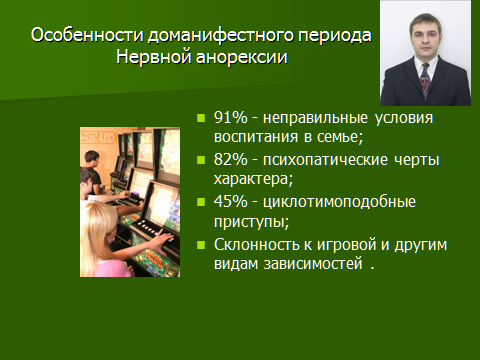 Особенности доманифестного периода
Нервной анорексии
91% - неправильные условия
воспитания в семье;
82% - психопатические черты
характера;
45% - циклотимоподобные
приступы;
Склонность к игровой и другим
видам зависимостей .